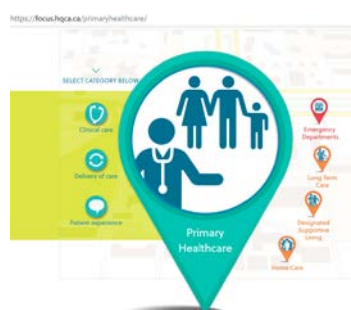 https://focus.hqca.ca/primaryhealthcare/
SELECT CATEGORY BELOW
Clinical care
Delivery of care
Patient experience
Primary
Healthcare
Emergency
Departments
Long Term
Care
Designated
Supportive
Living
Home Care